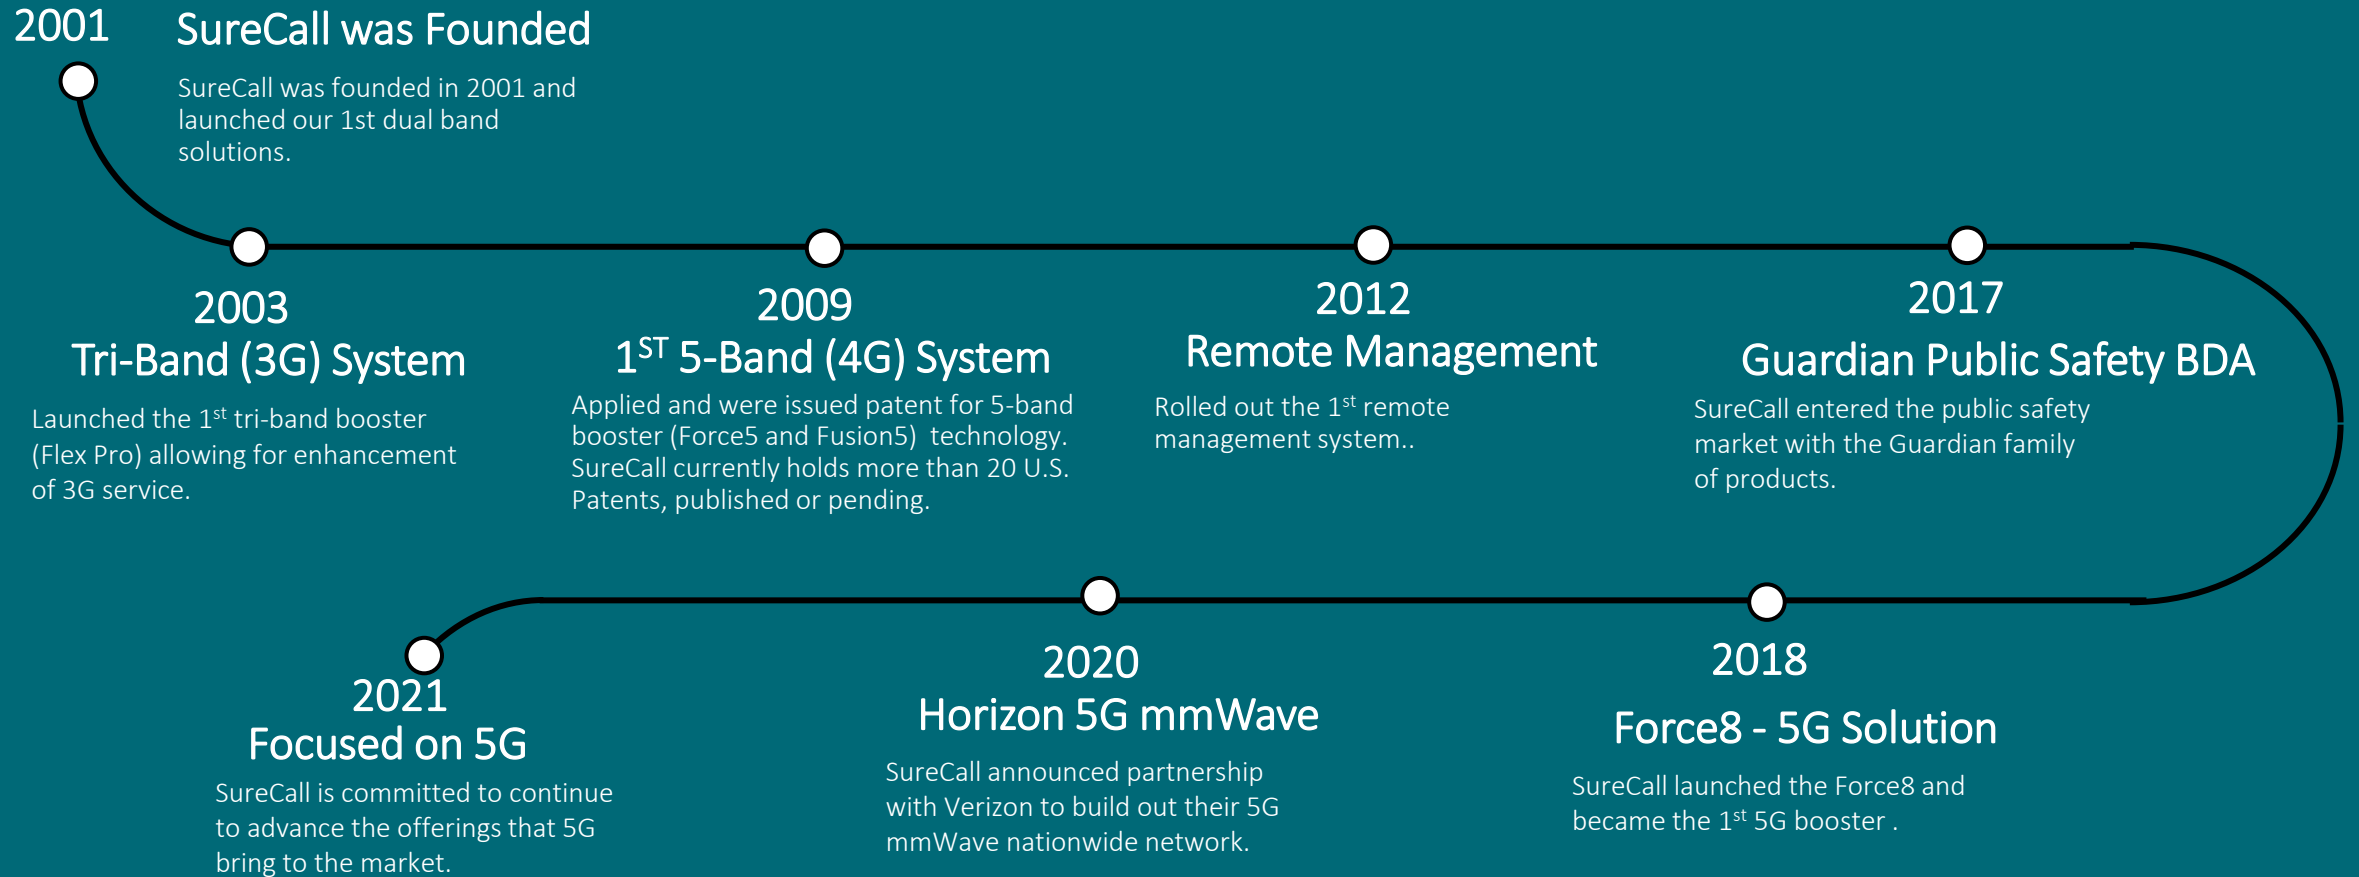 2001
SureCall was Founded
SureCall was founded in 2001 and
launched our 1st dual band
solutions.
2003
Tri-Band (3G) System
Launched the 1st tri-band booster
(Flex Pro) allowing for enhancement
of 3G service.
2009
1ST 5-Band (4G) System
Applied and were issued patent for 5-band
booster (Force5 and Fusion5) technology.
SureCall currently holds more than 20 U.S.
Patents, published or pending.
2012
Remote Management
Rolled out the 1st remote
management system..
2017
Guardian Public Safety BDA
SureCall entered the public safety
market with the Guardian family
of products.
2018
Force8 - 5G Solution
SureCall launched the Force8 and
became the 1st 5G booster .
2020
Horizon 5G mmWave
SureCall announced partnership
with Verizon to build out their 5G
mmWave nationwide network.
2021
Focused on 5G
SureCall is committed to continue
to advance the offerings that 5G
bring to the market.